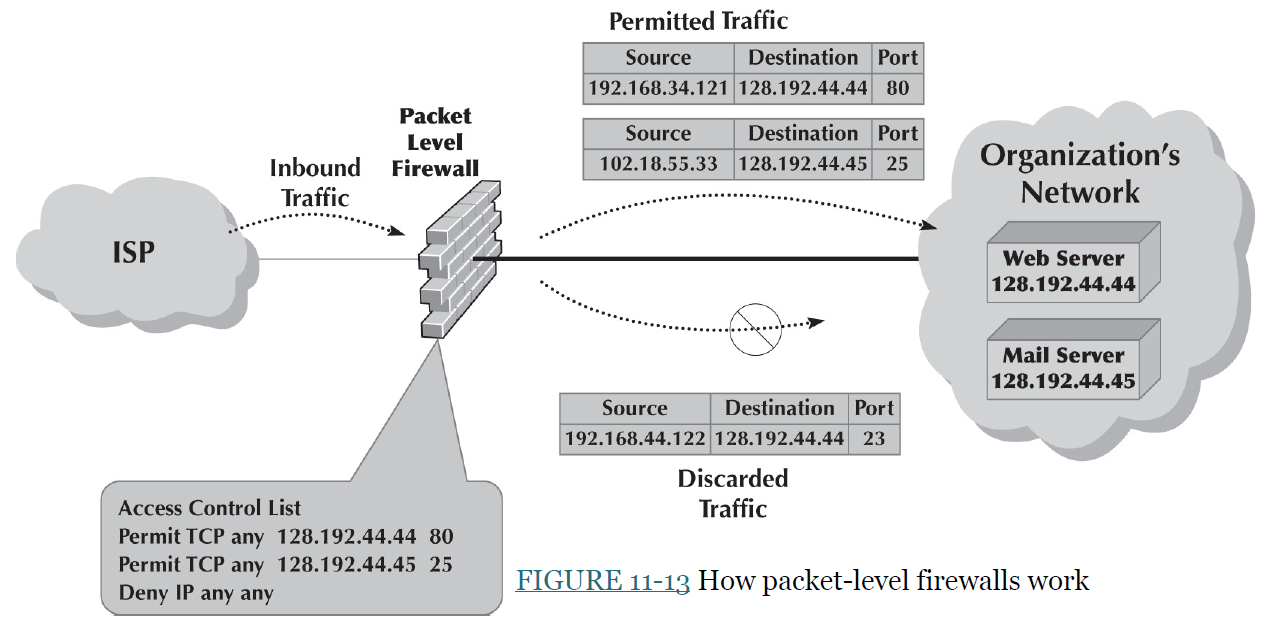 Permitted Traffic
Source Destination Port
192.168.34.121 128.192.44.44 80
Source Destination Port
102.18.55.33 128.192.44.45 25
Packet
Level
Firewall
Inbound
Traffic
ISP
Organization's
Network
Web Server
128.192.44.44
Mail Server
128.192.44.45
Source Destination Port
192.168.44.122 128.192.44.44 23
Discarded
Traffic
Access Control List
Permit TCP any 128.192.44.44 80
Permit TCP any 128.192.44.45 25
Deny IP any any
FIGURE 11-13 How packet-level firewalls work